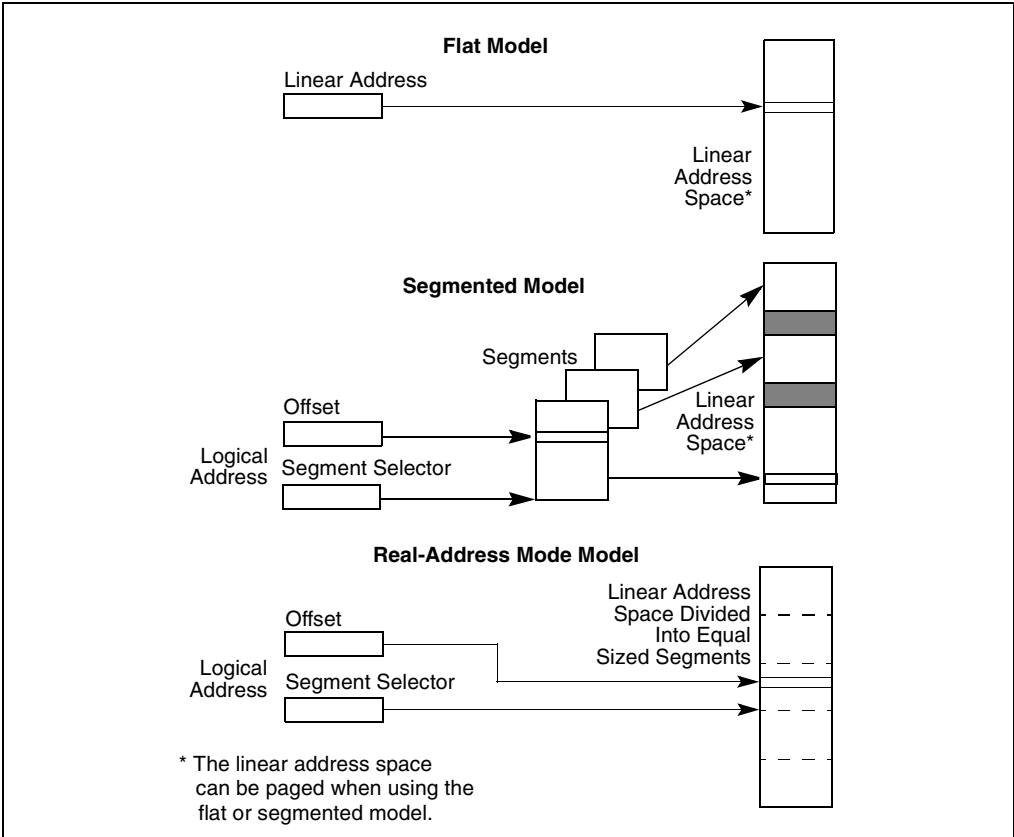 Flat Model
Linear Address
Linear
Address
Space*
Segmented Model
Segments
Linear
Address
Space*
Offset
Logical
Address
Segment Selector
Real-Address Mode Model
Linear Address
Space Divided
Into Equal
Sized Segments
Offset
Logical
Address
Segment Selector
* The linear address space
can be paged when using the
flat or segmented model.